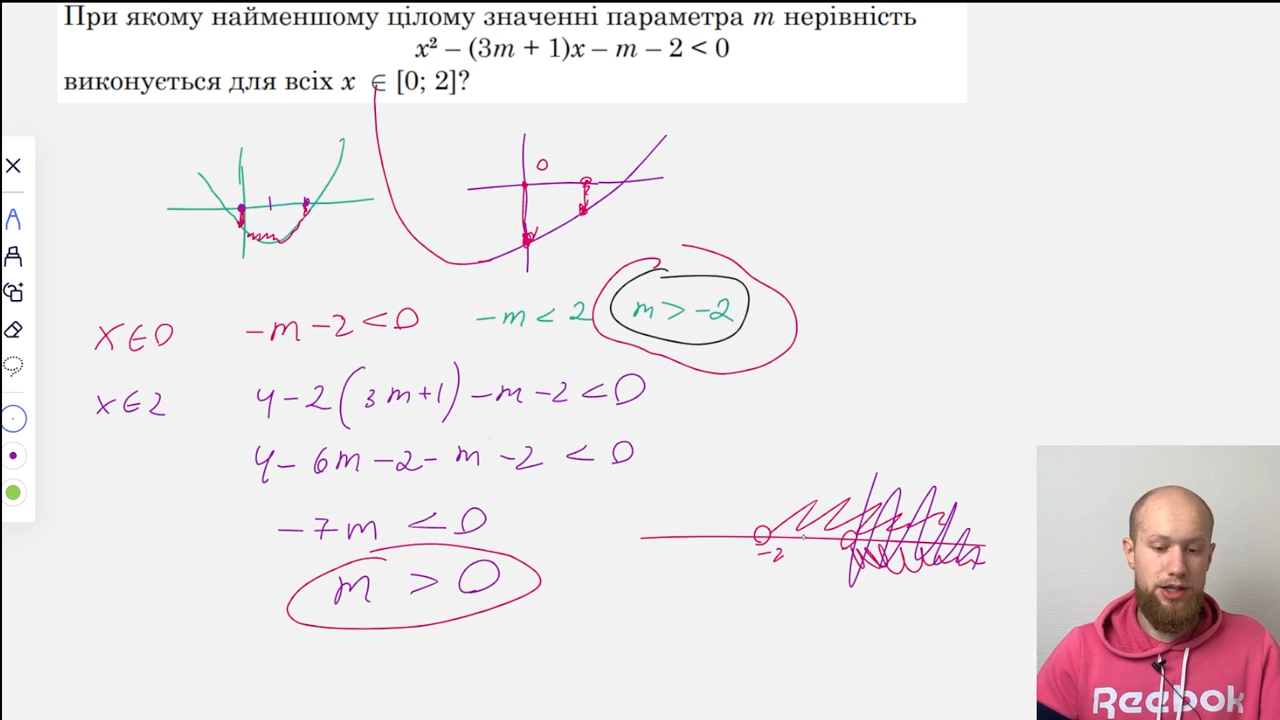 При якому найменшому цілому значенні параметра m нерівність
x² – (3m + 1)x – m – 2 < 0
виконується для всіх x ∈ [0; 2]?
0
x ∈ 0 -m -2 < 0 -m < 2 m > -2
x ∈ 2 4 - 2(3m+1) - m - 2 < 0
4 - 6m - 2 - m - 2 < 0
-7m < 0
m > 0
-2
Reebok